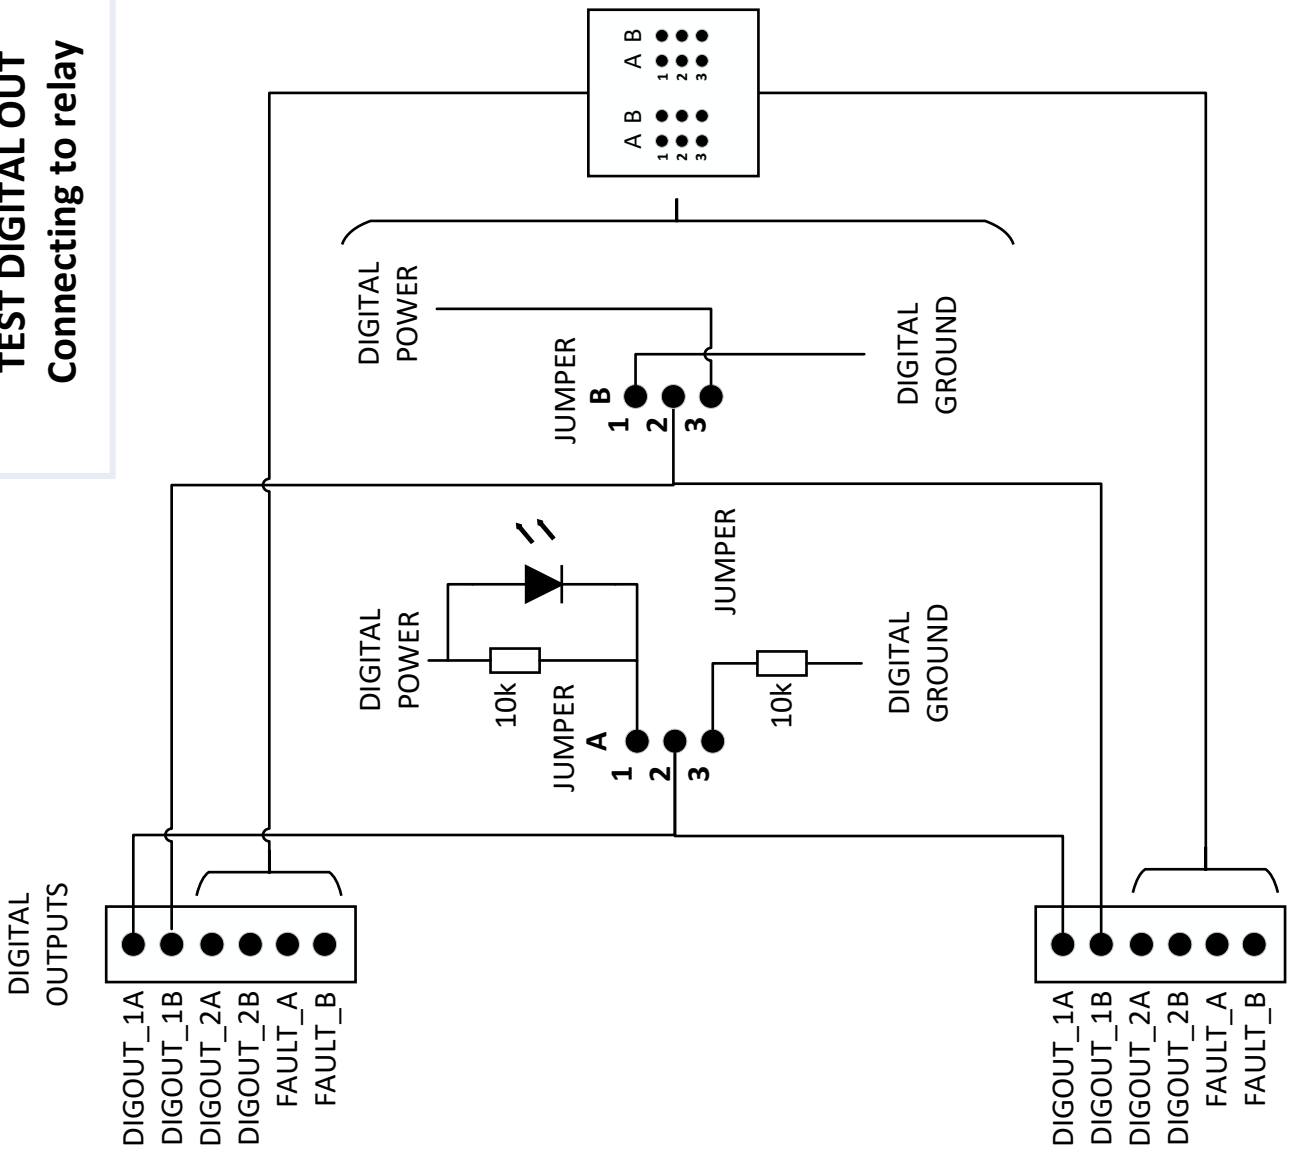 TEST DIGITAL OUT
Connecting to relay
DIGITAL
OUTPUTS
DIGOUT_1A
DIGOUT_1B
DIGOUT_2A
DIGOUT_2B
FAULT_A
FAULT_B
DIGITAL
POWER
10k
JUMPER
A
1
2
3
10k
DIGITAL
GROUND
JUMPER
DIGITAL
POWER
JUMPER
B
1
2
3
DIGITAL
GROUND
A B
1
2
3
A B
1
2
3
DIGOUT_1A
DIGOUT_1B
DIGOUT_2A
DIGOUT_2B
FAULT_A
FAULT_B